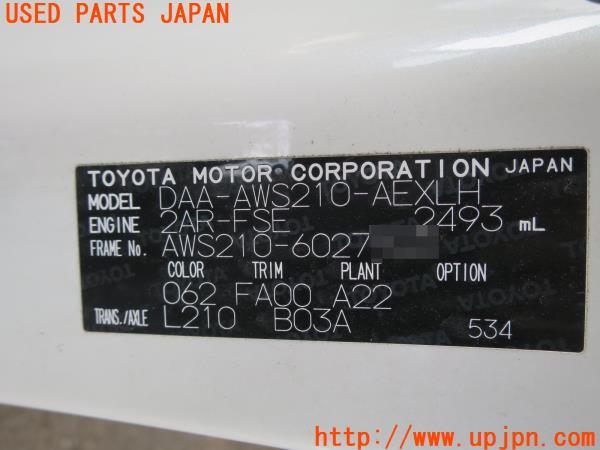 USED PARTS JAPAN
TOYOTA MOTOR CORPORATION JAPAN
MODEL DAA-AWS210-AEXLH
ENGINE 2AR-FSE 2493 mL
FRAME No. AWS210-6027
COLOR TRIM PLANT OPTION
062 FA00 A22
TRANS./AXLE L210 B03A 534
http://www.upjpn.com/